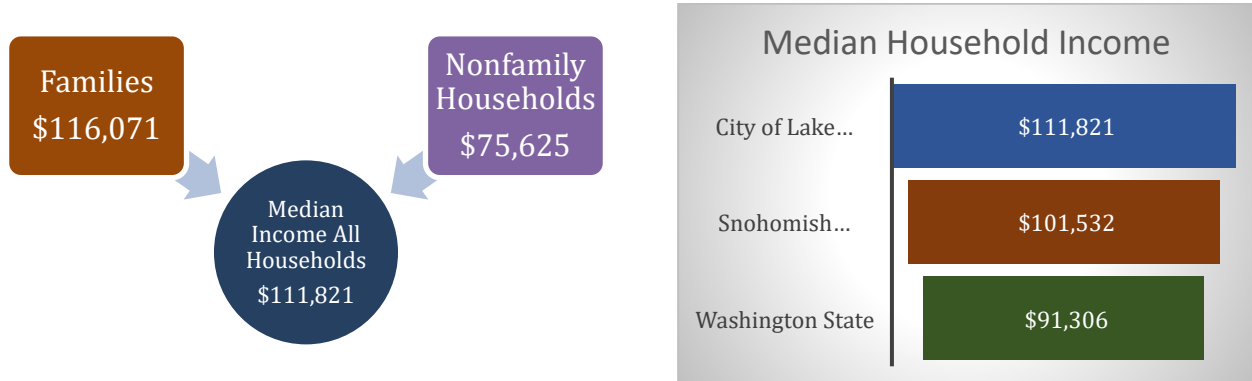 Families
$116,071
Nonfamily
Households
$75,625
Median
Income All
Households
$111,821
Median Household Income
City of Lake…
$111,821
Snohomish…
$101,532
Washington State
$91,306